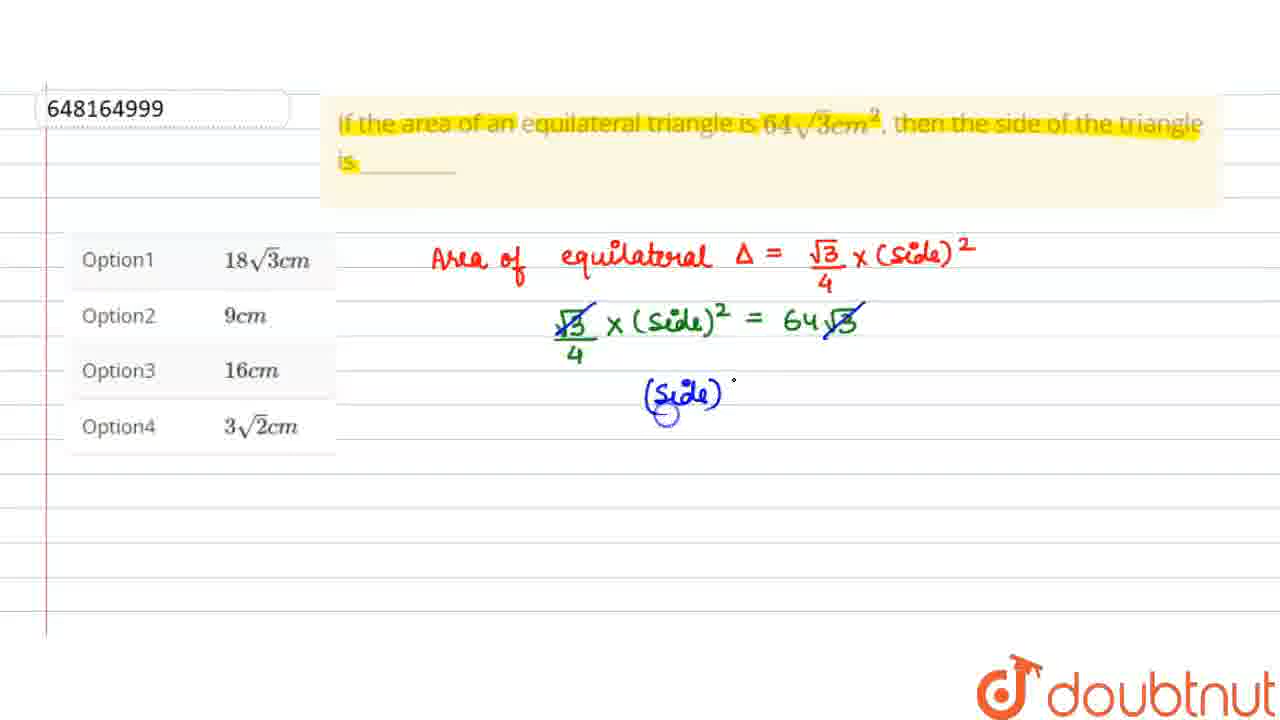 648164999
If the area of an equilateral triangle is 64√3cm², then the side of the triangle
is________
Option1 18√3cm
Option2 9cm
Option3 16cm
Option4 3√2cm
Area of equilateral Δ = √3/4 × (Side)²
√3/4 × (Side)² = 64√3
(Side)
doubtnut